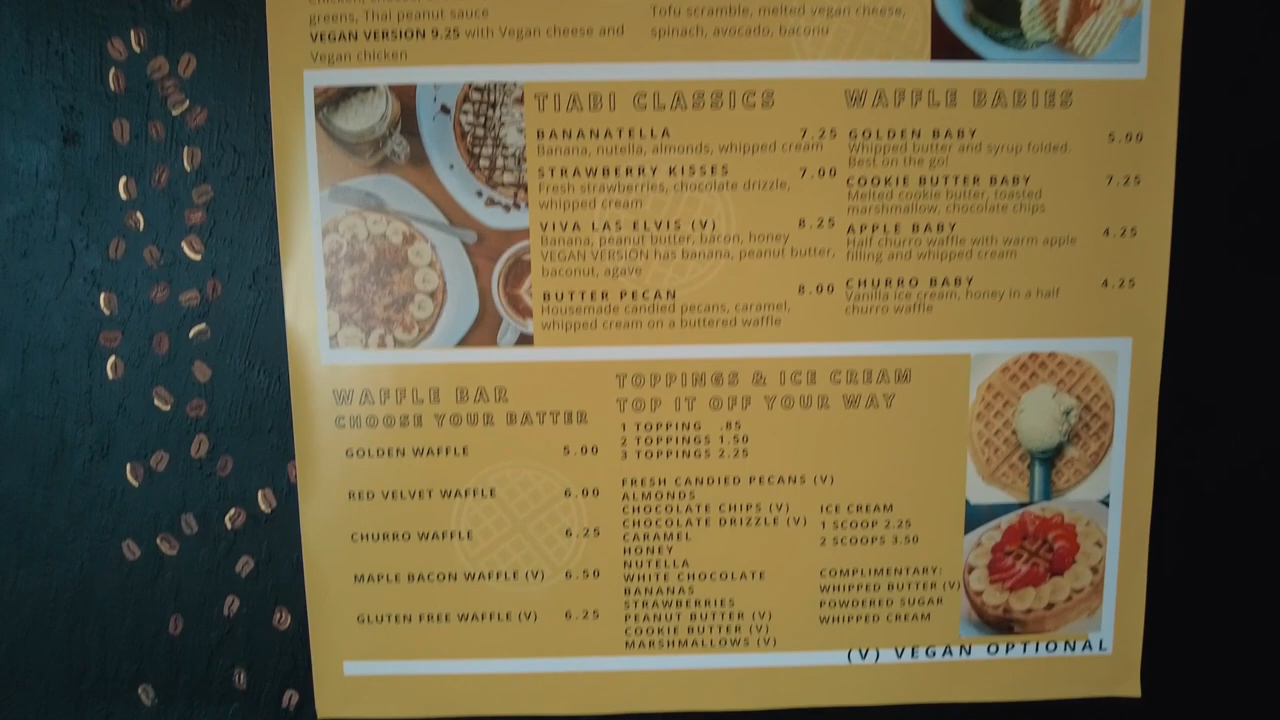 greens, Thai peanut sauce
VEGAN VERSION 9.25 with Vegan cheese and
Vegan chicken
Tofu scramble, melted vegan cheese,
spinach, avocado, baconu
TIABI CLASSICS
BANANATELLA 7.25
Banana, nutella, almonds, whipped cream
STRAWBERRY KISSES 7.00
Fresh strawberries, chocolate drizzle,
whipped cream
VIVA LAS ELVIS (V) 8.25
Banana, peanut butter, bacon, honey
VEGAN VERSION has banana, peanut butter,
baconut, agave
BUTTER PECAN 8.00
Housemade candied pecans, caramel,
whipped cream on a buttered waffle
WAFFLE BABIES
GOLDEN BABY 5.00
Whipped butter and syrup folded.
Best on the go!
COOKIE BUTTER BABY 7.25
Melted cookie butter, toasted
marshmallow, chocolate chips
APPLE BABY 4.25
Half churro waffle with warm apple
filling and whipped cream
CHURRO BABY 4.25
Vanilla ice cream, honey in a half
churro waffle
WAFFLE BAR
CHOOSE YOUR BATTER
GOLDEN WAFFLE 5.00
RED VELVET WAFFLE 6.00
CHURRO WAFFLE 6.25
MAPLE BACON WAFFLE (V) 6.50
GLUTEN FREE WAFFLE (V) 6.25
TOPPINGS & ICE CREAM
TOP IT OFF YOUR WAY
1 TOPPING .85
2 TOPPINGS 1.50
3 TOPPINGS 2.25
FRESH CANDIED PECANS (V)
ALMONDS
CHOCOLATE CHIPS (V)
CHOCOLATE DRIZZLE (V)
CARAMEL
HONEY
NUTELLA
WHITE CHOCOLATE
BANANAS
STRAWBERRIES
PEANUT BUTTER (V)
COOKIE BUTTER (V)
MARSHMALLOWS (V)
ICE CREAM
1 SCOOP 2.25
2 SCOOPS 3.50
COMPLIMENTARY:
WHIPPED BUTTER (V)
POWDERED SUGAR
WHIPPED CREAM
(V) VEGAN OPTIONAL